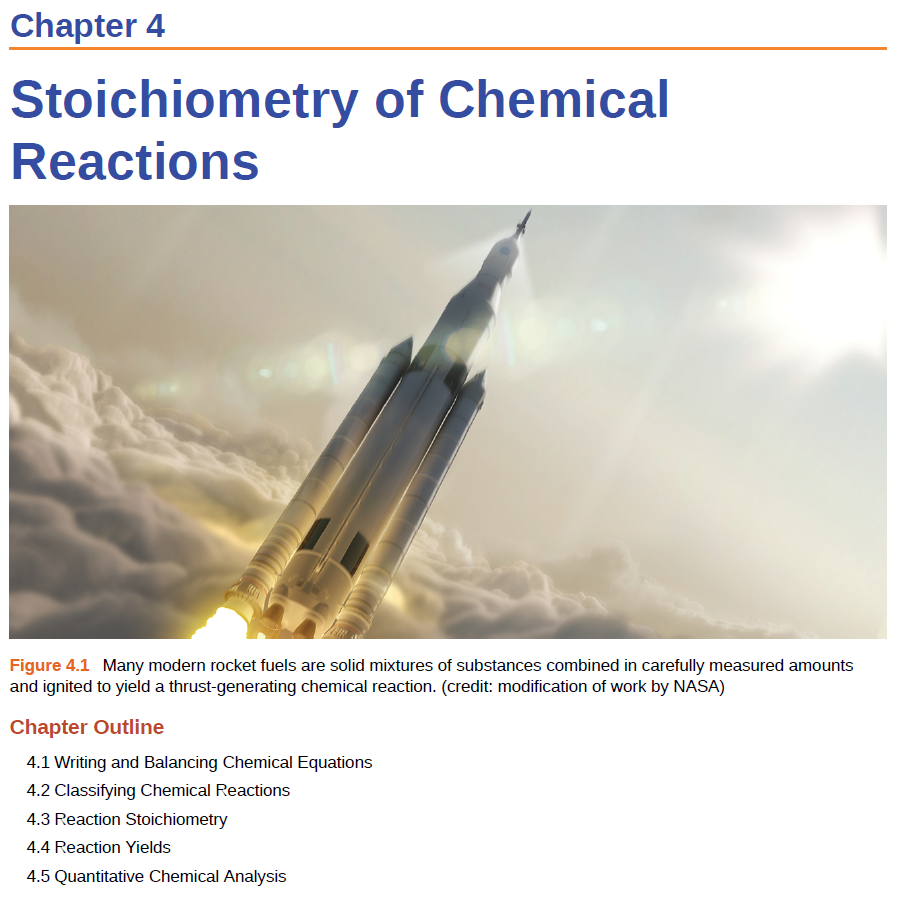 Chapter 4
Stoichiometry of Chemical
Reactions
Figure 4.1 Many modern rocket fuels are solid mixtures of substances combined in carefully measured amounts
and ignited to yield a thrust-generating chemical reaction. (credit: modification of work by NASA)
Chapter Outline
4.1 Writing and Balancing Chemical Equations
4.2 Classifying Chemical Reactions
4.3 Reaction Stoichiometry
4.4 Reaction Yields
4.5 Quantitative Chemical Analysis